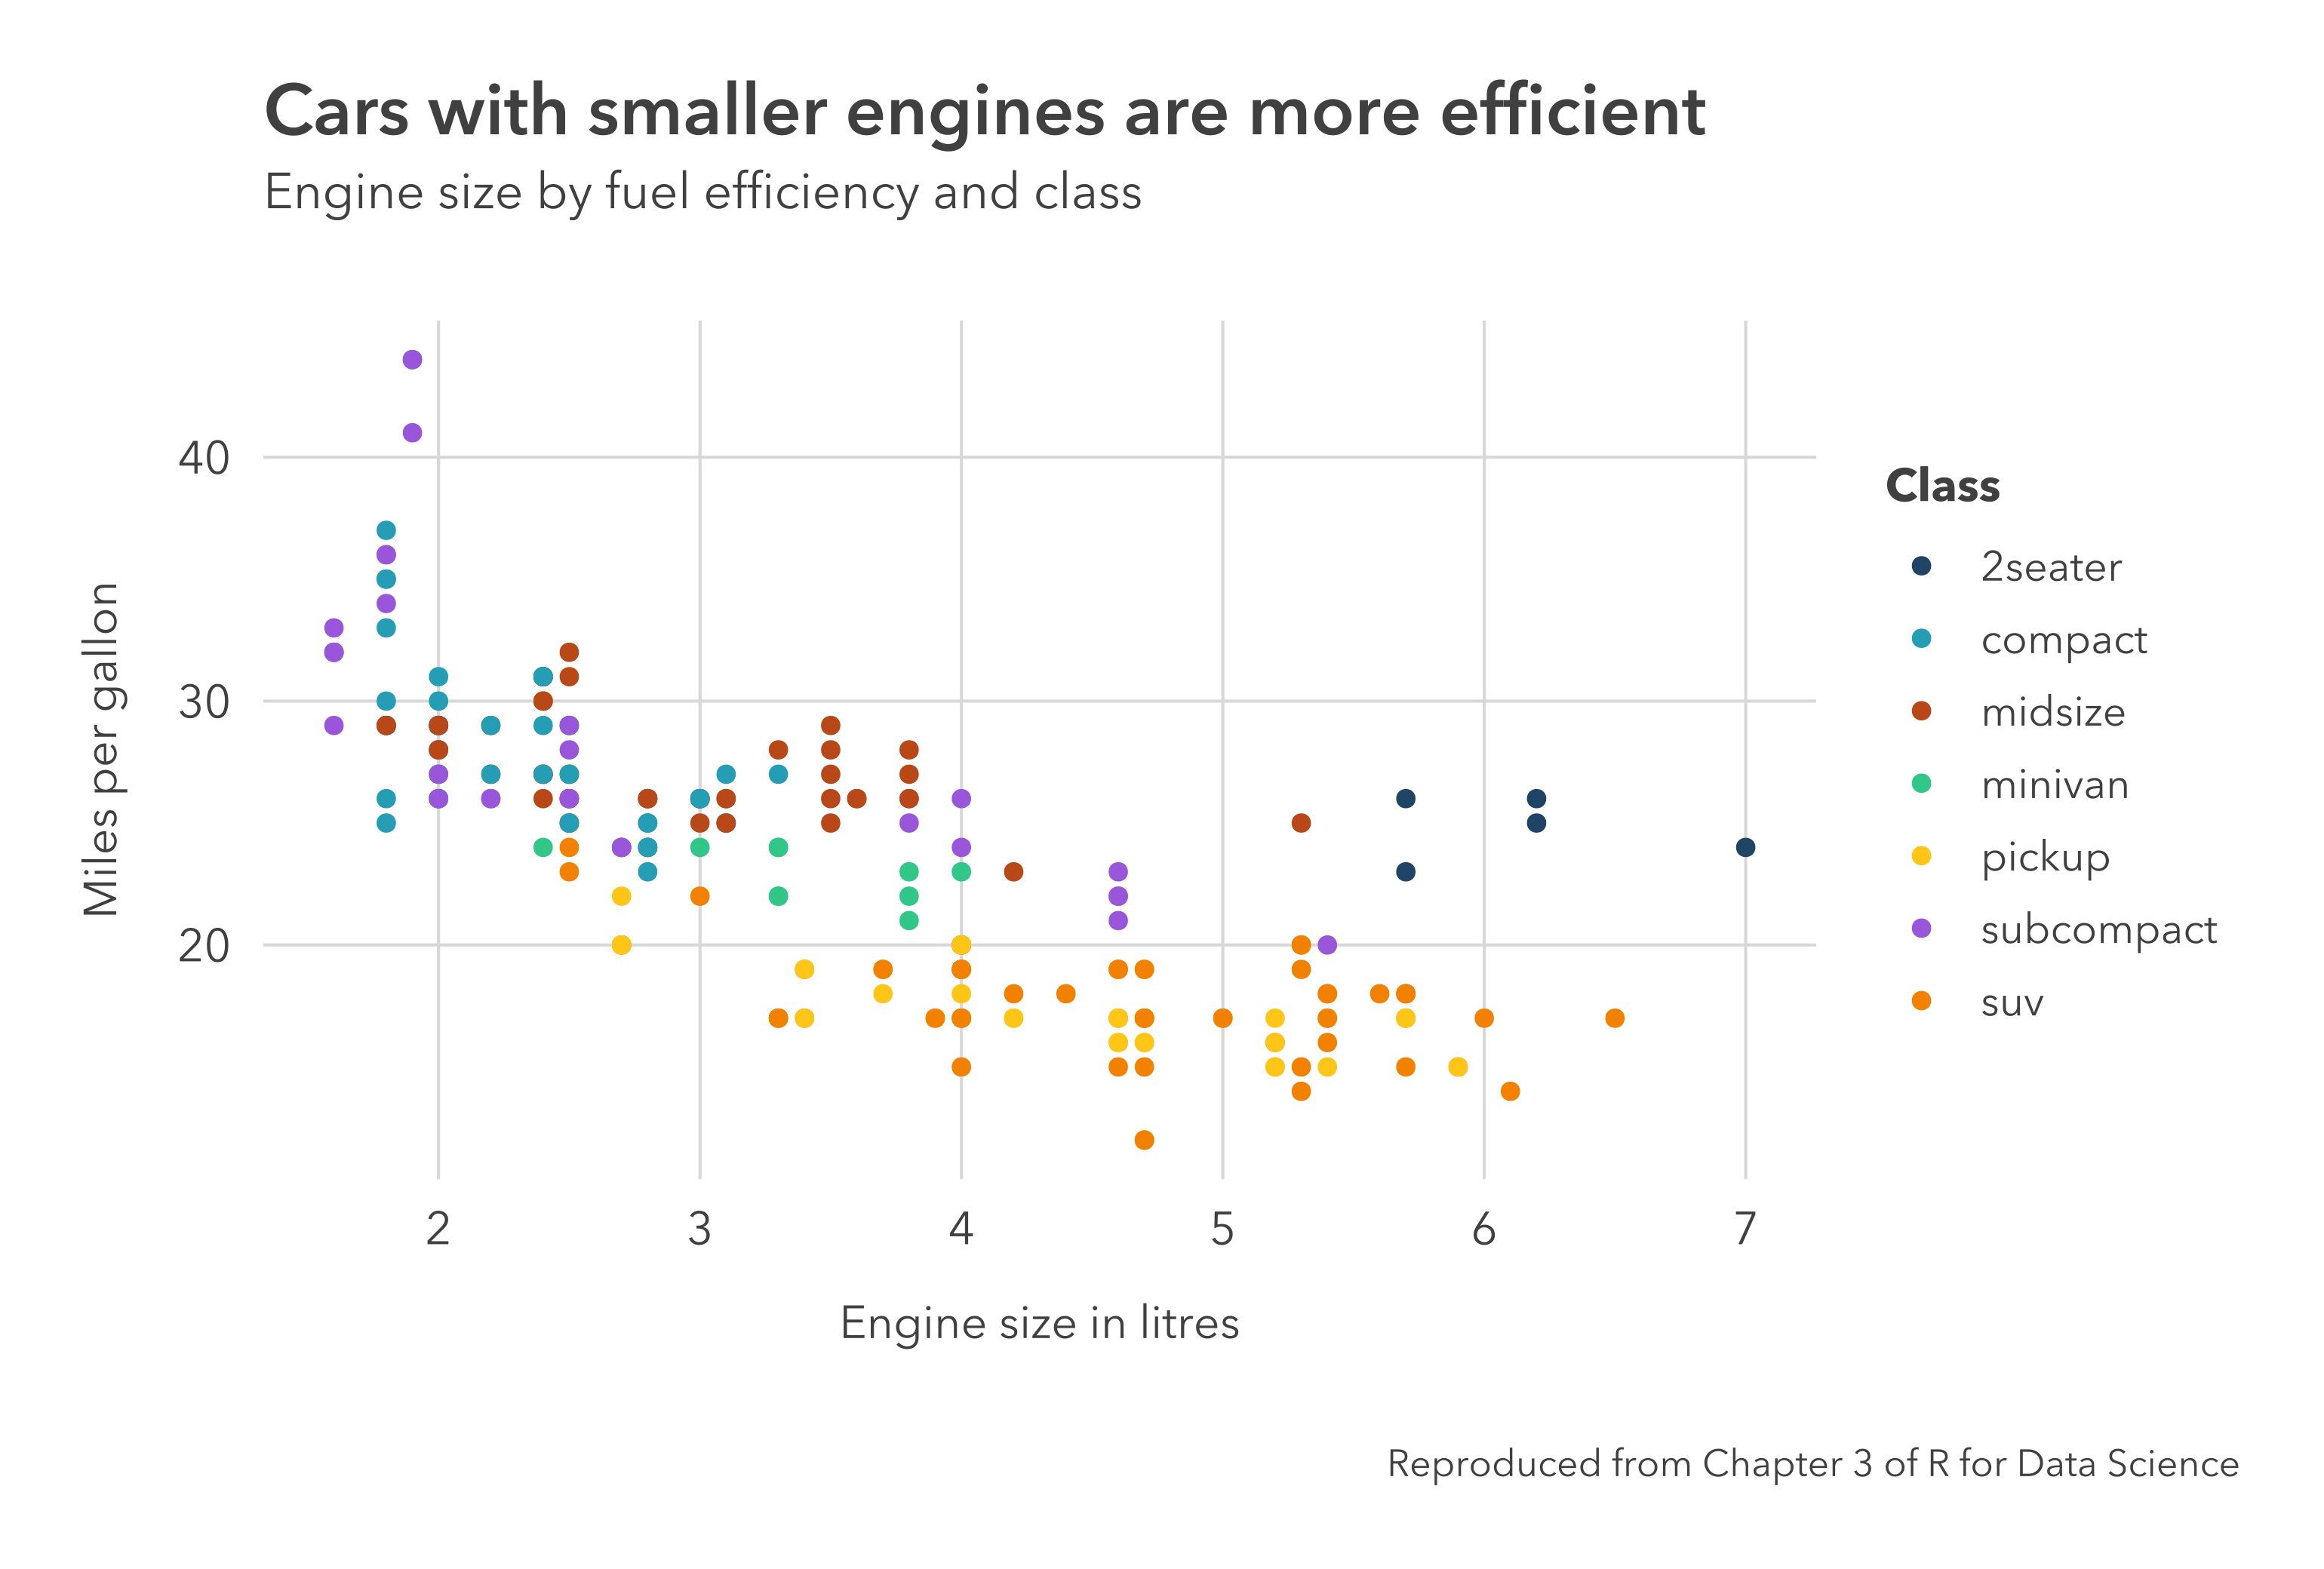 Cars with smaller engines are more efficient
Engine size by fuel efficiency and class
Miles per gallon
40
30
20
2
3
4
5
6
7
Engine size in litres
Class
2seater
compact
midsize
minivan
pickup
subcompact
suv
Reproduced from Chapter 3 of R for Data Science